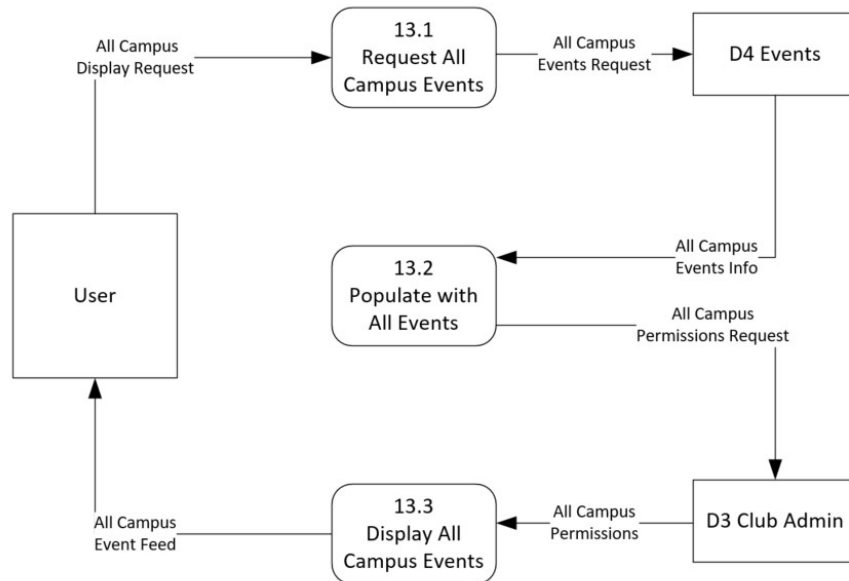 All Campus
Display Request
13.1
Request All
Campus Events
All Campus
Events Request
D4 Events
User
13.2
Populate with
All Events
All Campus
Events Info
All Campus
Permissions Request
All Campus
Event Feed
13.3
Display All
Campus Events
All Campus
Permissions
D3 Club Admin